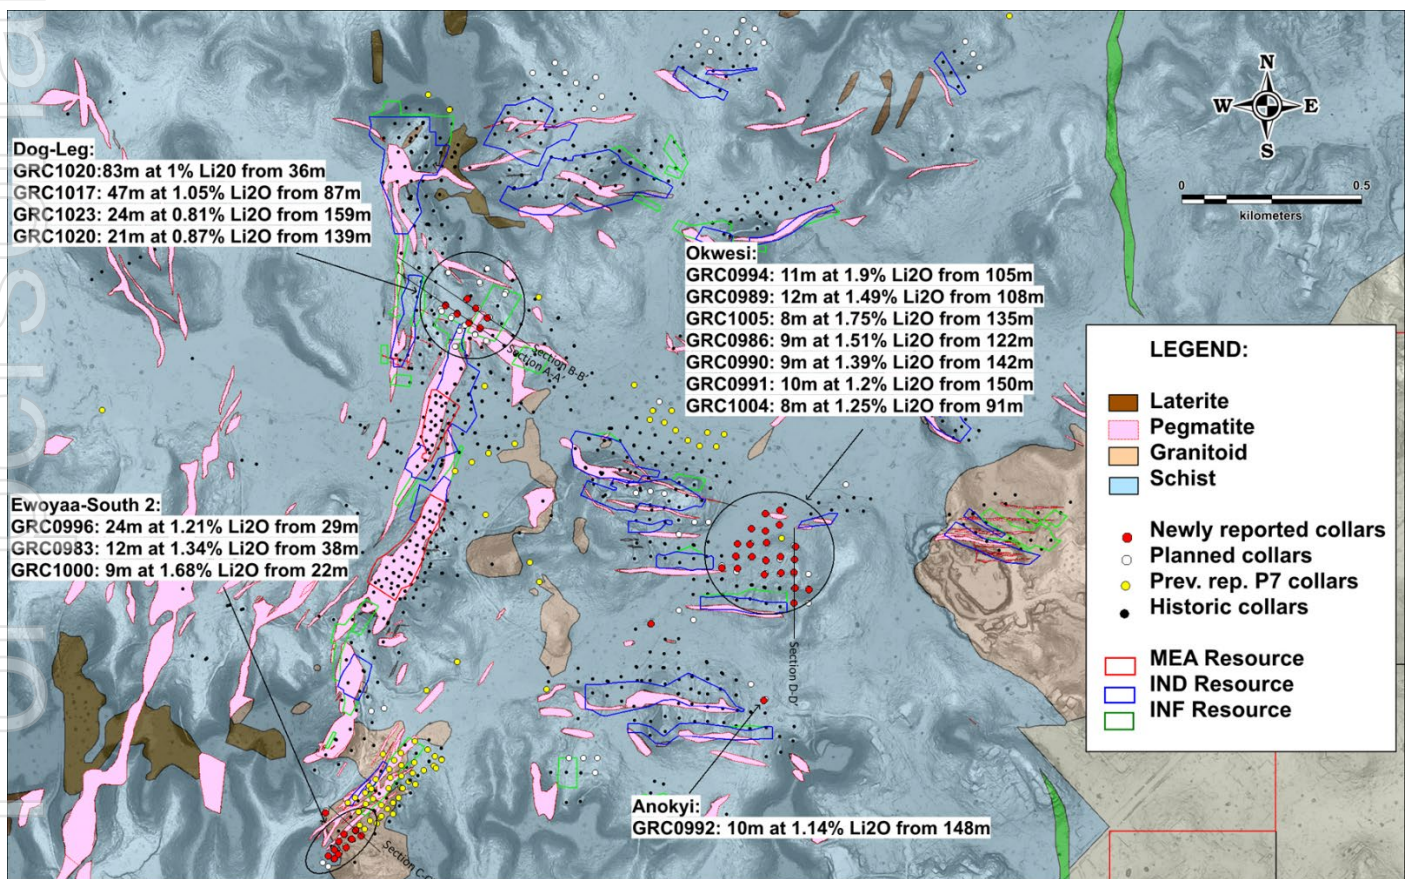 N
W
E
S
0
0.5
kilometers
Dog-Leg:
GRC1020:83m at 1% Li20 from 36m
GRC1017: 47m at 1.05% Li2O from 87m
GRC1023: 24m at 0.81% Li2O from 159m
GRC1020: 21m at 0.87% Li2O from 139m
Okwesi:
GRC0994: 11m at 1.9% Li2O from 105m
GRC0989: 12m at 1.49% Li2O from 108m
GRC1005: 8m at 1.75% Li2O from 135m
GRC0986: 9m at 1.51% Li2O from 122m
GRC0990: 9m at 1.39% Li2O from 142m
GRC0991: 10m at 1.2% Li2O from 150m
GRC1004: 8m at 1.25% Li2O from 91m
Section B-B'
Section A-A'
LEGEND:
Laterite
Pegmatite
Granitoid
Schist
Newly reported collars
Planned collars
Prev. rep. P7 collars
Historic collars
MEA Resource
IND Resource
INF Resource
Ewoyaa-South 2:
GRC0996: 24m at 1.21% Li2O from 29m
GRC0983: 12m at 1.34% Li2O from 38m
GRC1000: 9m at 1.68% Li2O from 22m
Section D-D'
Anokyi:
GRC0992: 10m at 1.14% Li2O from 148m
Section C-C